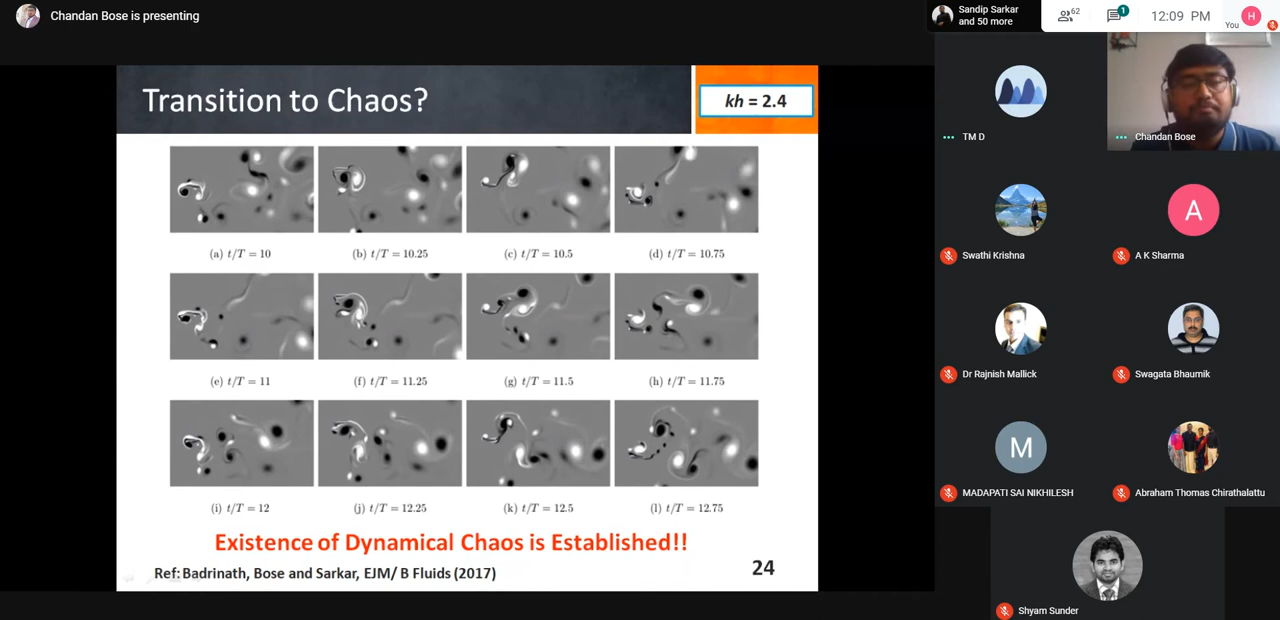 Chandan Bose is presenting
Sandip Sarkar
and 50 more
62
1
12:09 PM
You
H
Transition to Chaos?
kh = 2.4
(a) t/T = 10
(b) t/T = 10.25
(c) t/T = 10.5
(d) t/T = 10.75
(e) t/T = 11
(f) t/T = 11.25
(g) t/T = 11.5
(h) t/T = 11.75
(i) t/T = 12
(j) t/T = 12.25
(k) t/T = 12.5
(l) t/T = 12.75
Existence of Dynamical Chaos is Established!!
Ref: Badrinath, Bose and Sarkar, EJM/ B Fluids (2017)
24
TM D
Chandan Bose
Swathi Krishna
A
A K Sharma
Dr Rajnish Mallick
Swagata Bhaumik
M
MADAPATI SAI NIKHILESH
Abraham Thomas Chirathalattu
Shyam Sunder